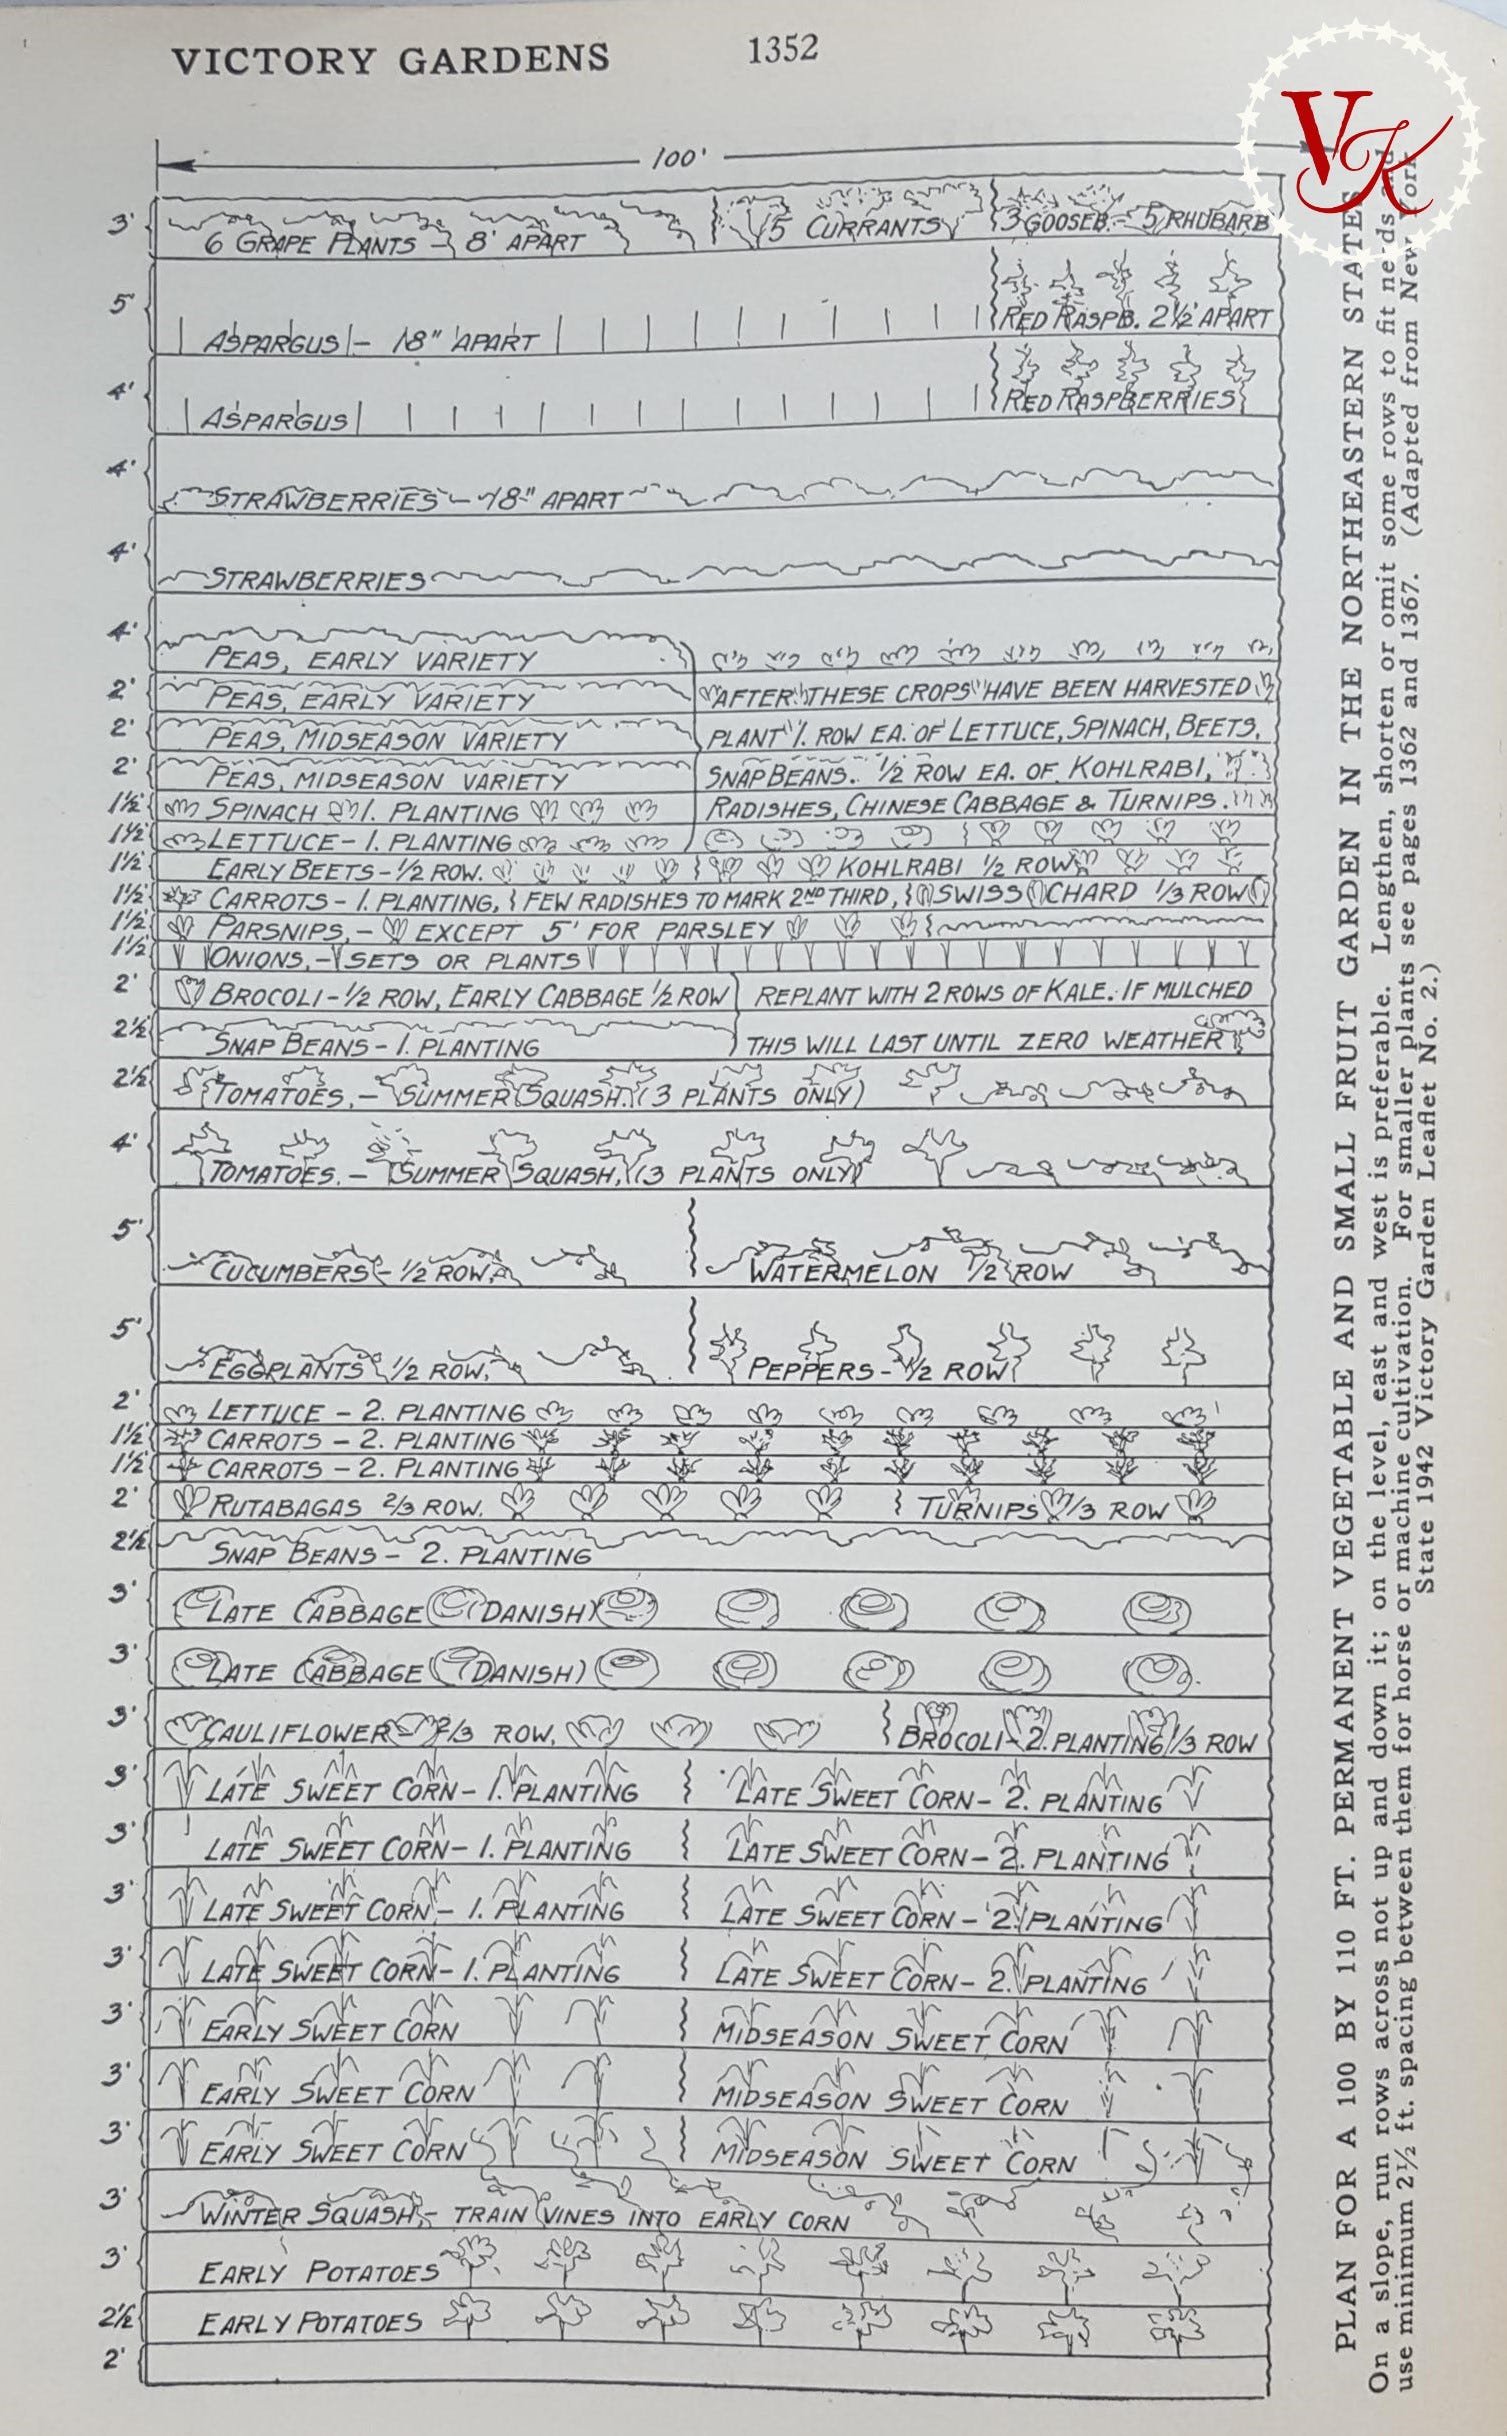 VICTORY GARDENS 1352
VK
100'
3' 6 GRAPE PLANTS - 8' APART 5 CURRANTS 3 GOOSEB. - 5 RHUBARB
5' ASPARGUS - 18" APART RED RASPB. 2½' APART
4' ASPARGUS RED RASPBERRIES
4' STRAWBERRIES - 18" APART
4' STRAWBERRIES
4' PEAS, EARLY VARIETY
2' PEAS, EARLY VARIETY AFTER THESE CROPS HAVE BEEN HARVESTED
2' PEAS, MIDSEASON VARIETY PLANT 1. ROW EA. OF LETTUCE, SPINACH, BEETS,
2' PEAS, MIDSEASON VARIETY SNAP BEANS. ½ ROW EA. OF KOHLRABI,
1½' SPINACH 1. PLANTING RADISHES, CHINESE CABBAGE & TURNIPS.
1½' LETTUCE - 1. PLANTING
1½' EARLY BEETS - ½ ROW. KOHLRABI ½ ROW
1½' CARROTS - 1. PLANTING, FEW RADISHES TO MARK 2ND THIRD, SWISS CHARD ⅓ ROW
1½' PARSNIPS, - EXCEPT 5' FOR PARSLEY
1½' ONIONS, - SETS OR PLANTS
2' BROCOLI - ½ ROW, EARLY CABBAGE ½ ROW REPLANT WITH 2 ROWS OF KALE. IF MULCHED
2½' SNAP BEANS - 1. PLANTING THIS WILL LAST UNTIL ZERO WEATHER
2½' TOMATOES, - SUMMER SQUASH. (3 PLANTS ONLY)
4' TOMATOES. - SUMMER SQUASH, (3 PLANTS ONLY)
5' CUCUMBERS - ½ ROW, WATERMELON ½ ROW
5' EGGPLANTS ½ ROW, PEPPERS - ½ ROW
2' LETTUCE - 2. PLANTING
1½' CARROTS - 2. PLANTING
1½' CARROTS - 2. PLANTING
2' RUTABAGAS ⅔ ROW. TURNIPS ⅓ ROW
2½' SNAP BEANS - 2. PLANTING
3' LATE CABBAGE (DANISH)
3' LATE CABBAGE (DANISH)
3' CAULIFLOWER - ⅔ ROW. BROCOLI - 2. PLANTING ⅓ ROW
3' LATE SWEET CORN - 1. PLANTING LATE SWEET CORN - 2. PLANTING
3' LATE SWEET CORN - 1. PLANTING LATE SWEET CORN - 2. PLANTING
3' LATE SWEET CORN - 1. PLANTING LATE SWEET CORN - 2. PLANTING
3' LATE SWEET CORN - 1. PLANTING LATE SWEET CORN - 2. PLANTING
3' EARLY SWEET CORN MIDSEASON SWEET CORN
3' EARLY SWEET CORN MIDSEASON SWEET CORN
3' EARLY SWEET CORN MIDSEASON SWEET CORN
3' WINTER SQUASH, - TRAIN VINES INTO EARLY CORN
3' EARLY POTATOES
2½' EARLY POTATOES
2'
PLAN FOR A 100 BY 110 FT. PERMANENT VEGETABLE AND SMALL FRUIT GARDEN IN THE NORTHEASTERN STATES
On a slope, run rows across not up and down it; on the level, east and west is preferable. Lengthen, shorten or omit some rows to fit needs and
use minimum 2½ ft. spacing between them for horse or machine cultivation. For smaller plants see pages 1362 and 1367. (Adapted from New York
State 1942 Victory Garden Leaflet No. 2.)